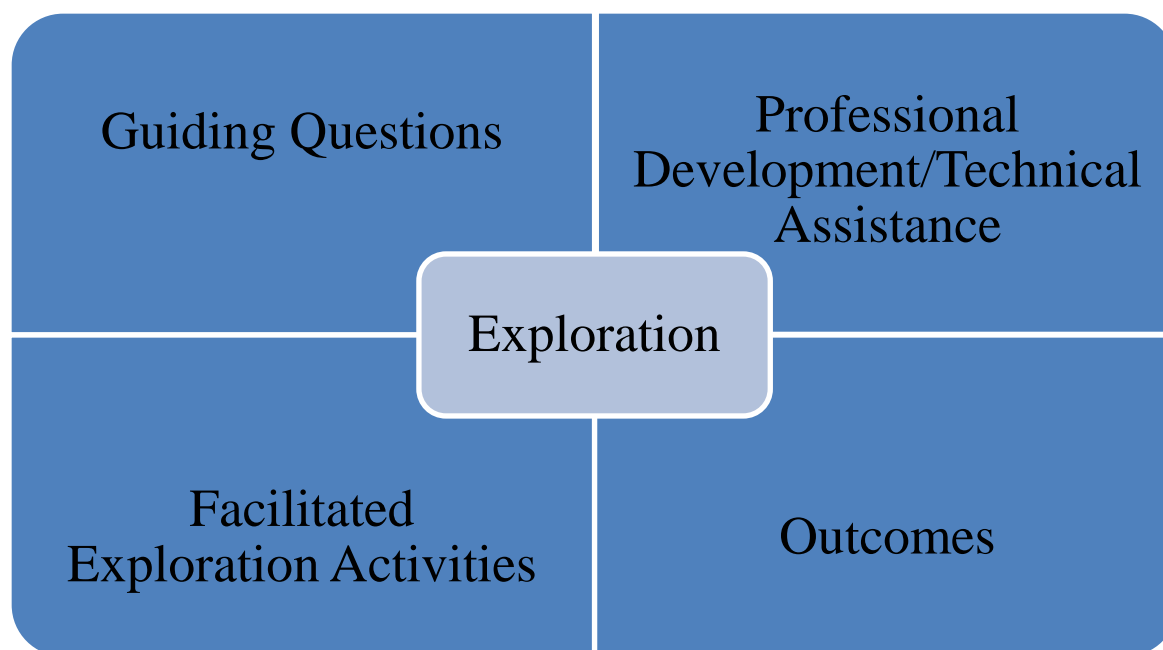 Guiding Questions
Professional
Development/Technical
Assistance
Exploration
Facilitated
Exploration Activities
Outcomes